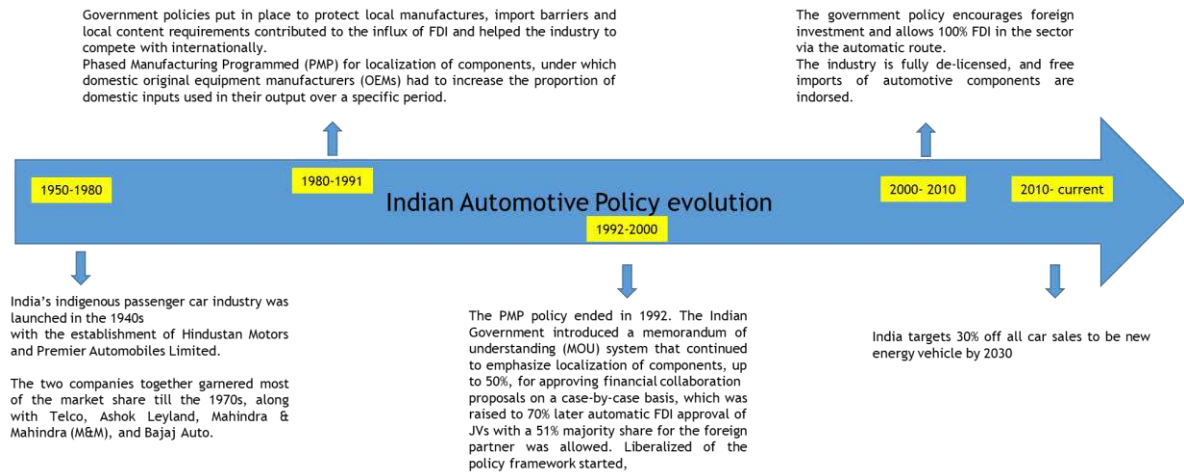 Government policies put in place to protect local manufactures, import barriers and
local content requirements contributed to the influx of FDI and helped the industry to
compete with internationally.
Phased Manufacturing Programmed (PMP) for localization of components, under which
domestic original equipment manufacturers (OEMs) had to increase the proportion of
domestic inputs used in their output over a specific period.
The government policy encourages foreign
investment and allows 100% FDI in the sector
via the automatic route.
The industry is fully de-licensed, and free
imports of automotive components are
indorsed.
1950-1980
1980-1991
Indian Automotive Policy evolution
1992-2000
2000- 2010
2010- current
India's indigenous passenger car industry was
launched in the 1940s
with the establishment of Hindustan Motors
and Premier Automobiles Limited.
The two companies together garnered most
of the market share till the 1970s, along
with Telco, Ashok Leyland, Mahindra &
Mahindra (M&M), and Bajaj Auto.
The PMP policy ended in 1992. The Indian
Government introduced a memorandum of
understanding (MOU) system that continued
to emphasize localization of components, up
to 50%, for approving financial collaboration
proposals on a case-by-case basis, which was
raised to 70% later automatic FDI approval of
JVs with a 51% majority share for the foreign
partner was allowed. Liberalized of the
policy framework started,
India targets 30% off all car sales to be new
energy vehicle by 2030